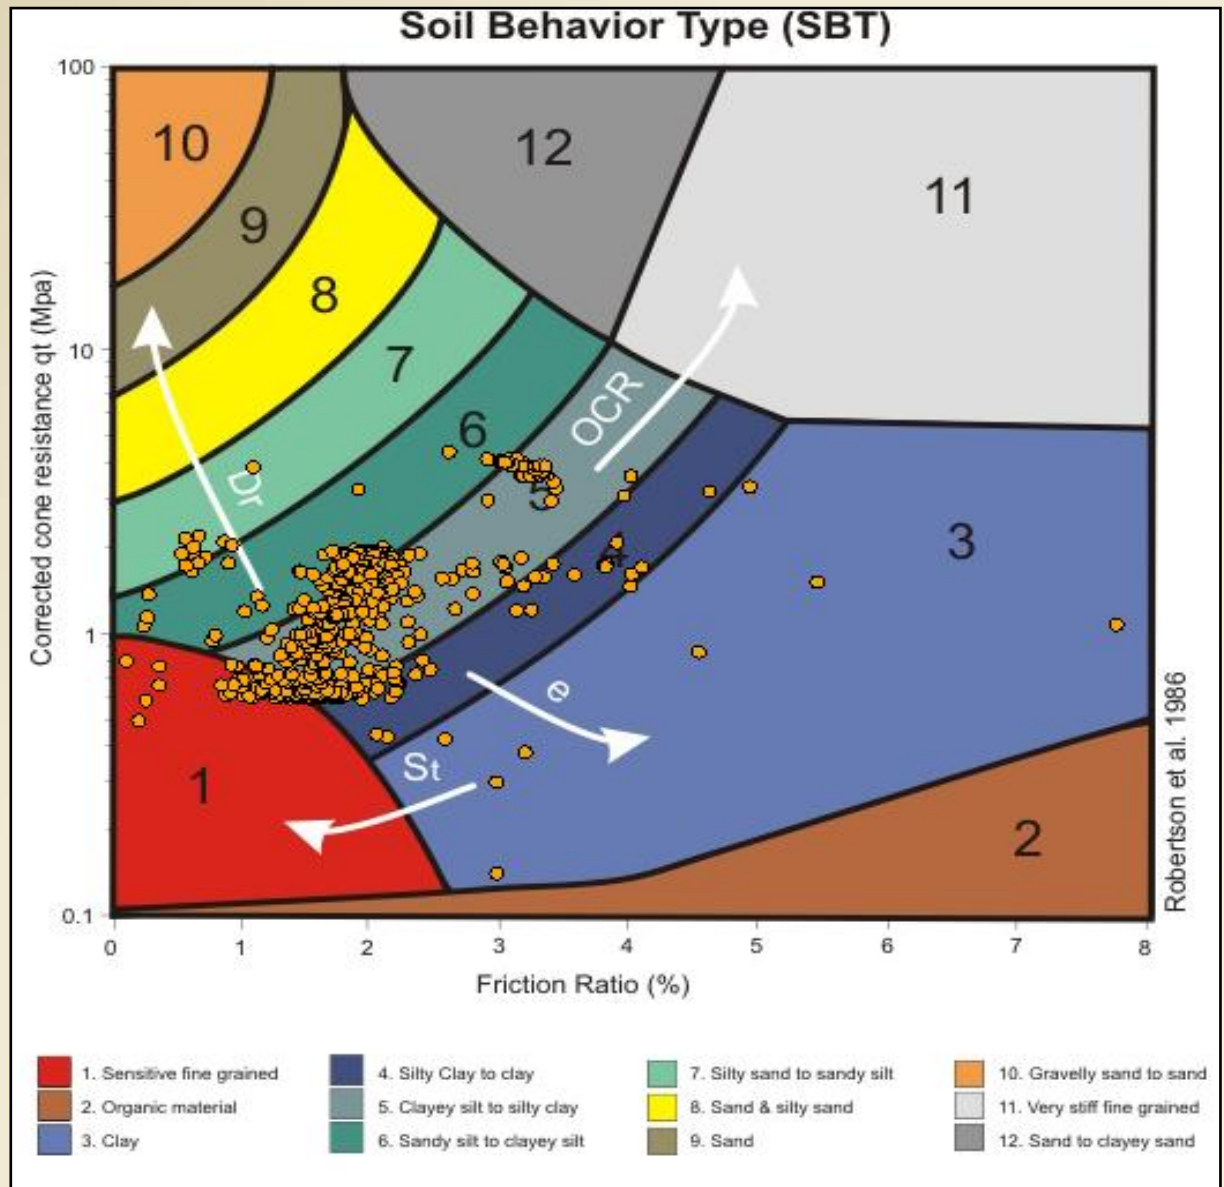 Soil Behavior Type (SBT)
100
10
1
0.1
Corrected cone resistance qt (Mpa)
10
9
8
7
6
5
4
3
2
1
12
11
Dr
OCR
e
St
Robertson et al. 1986
0 1 2 3 4 5 6 7 8
Friction Ratio (%)
1. Sensitive fine grained
2. Organic material
3. Clay
4. Silty Clay to clay
5. Clayey silt to silty clay
6. Sandy silt to clayey silt
7. Silty sand to sandy silt
8. Sand & silty sand
9. Sand
10. Gravelly sand to sand
11. Very stiff fine grained
12. Sand to clayey sand